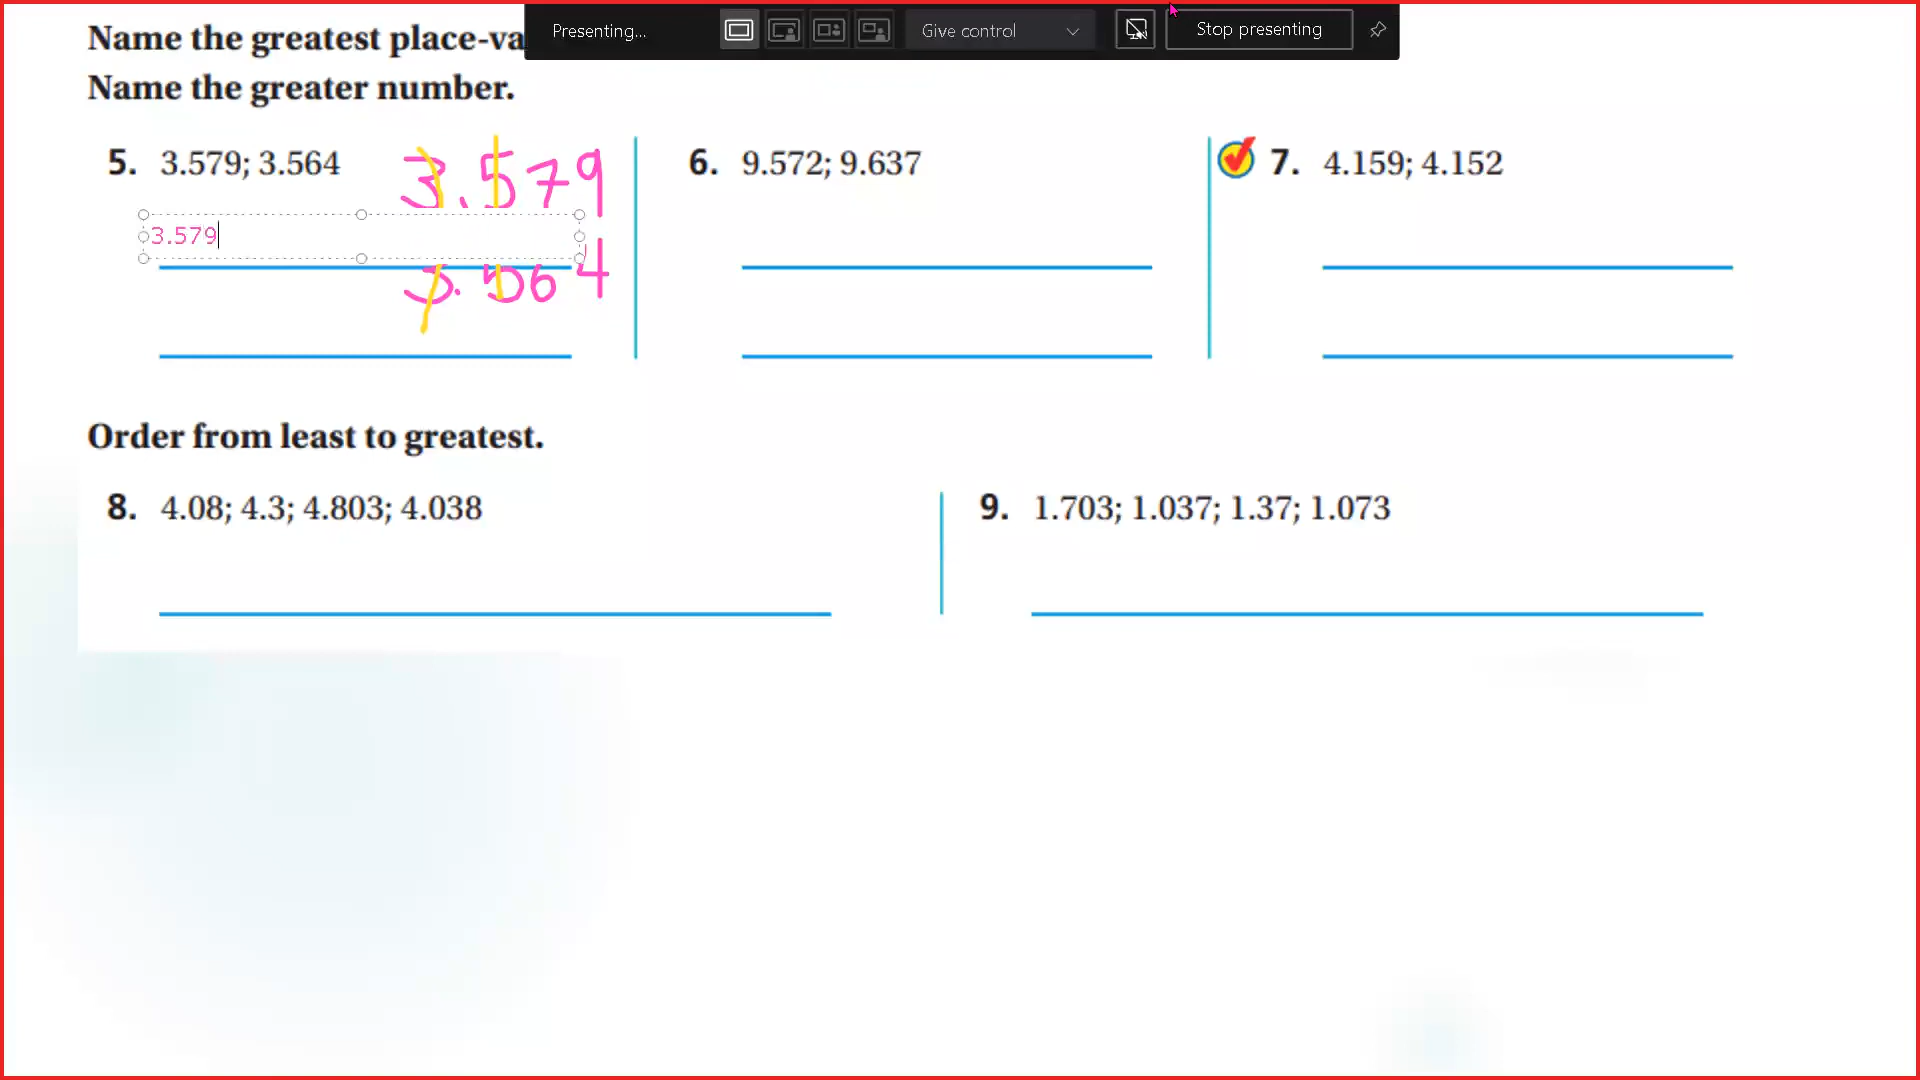 Presenting...
Give control
Stop presenting
Name the greatest place-va
Name the greater number.
5. 3.579; 3.564
3.579
3.579
3.564
6. 9.572; 9.637
7. 4.159; 4.152
Order from least to greatest.
8. 4.08; 4.3; 4.803; 4.038
9. 1.703; 1.037; 1.37; 1.073